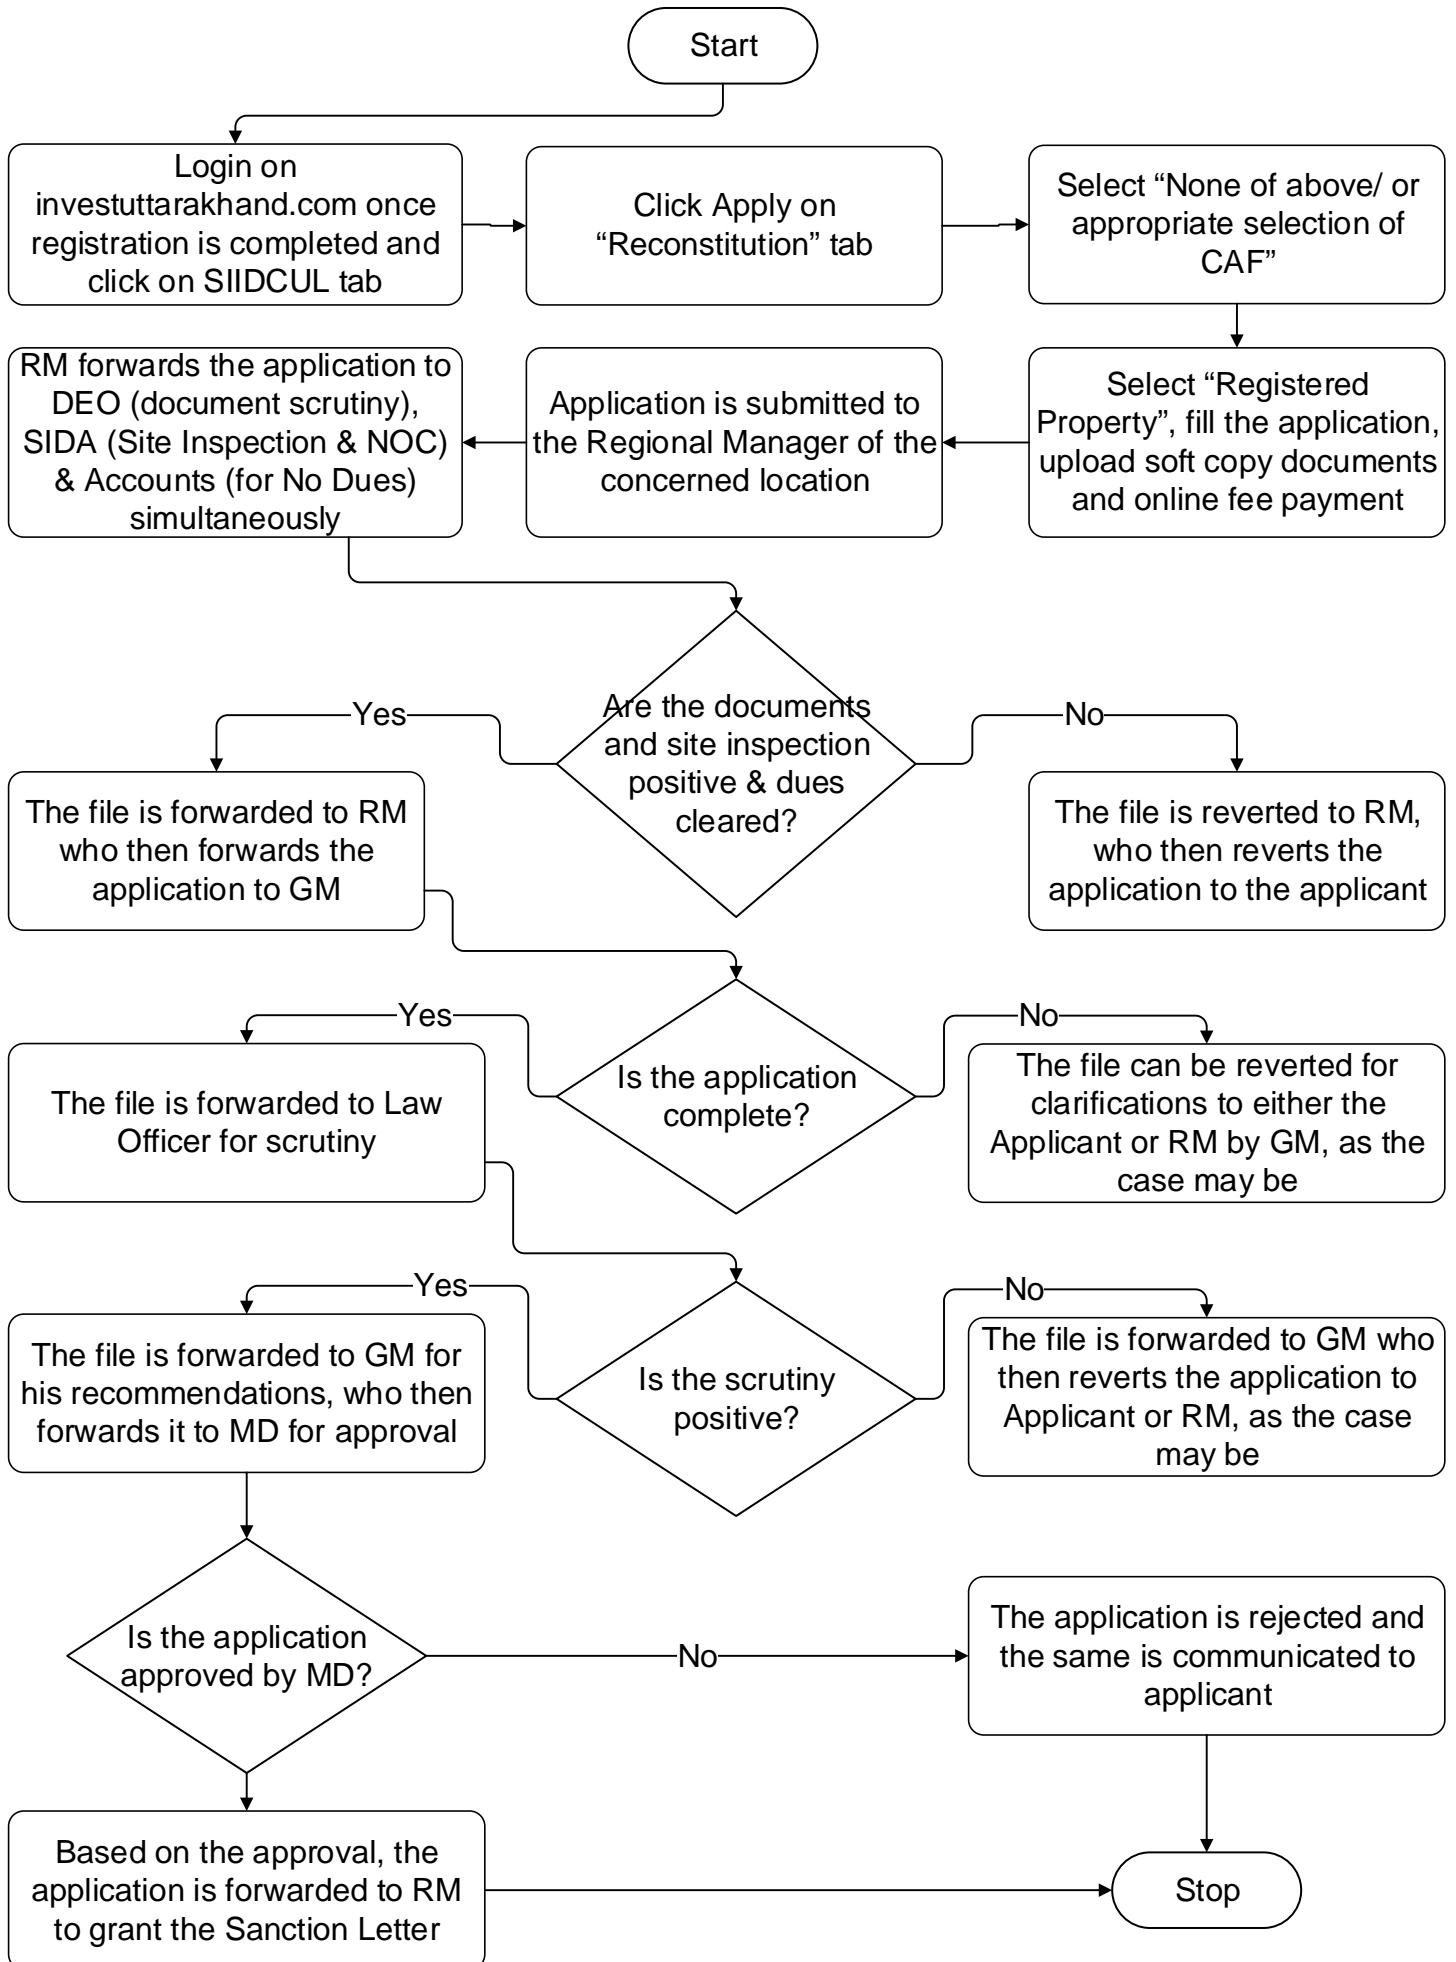 Start
Login on
investuttarakhand.com once
registration is completed and
click on SIIDCUL tab
Click Apply on
“Reconstitution” tab
Select “None of above/ or
appropriate selection of
CAF”
RM forwards the application to
DEO (document scrutiny),
SIDA (Site Inspection & NOC)
& Accounts (for No Dues)
simultaneously
Application is submitted to
the Regional Manager of the
concerned location
Select “Registered
Property”, fill the application,
upload soft copy documents
and online fee payment
Are the documents
and site inspection
positive & dues
cleared?
Yes
No
The file is forwarded to RM
who then forwards the
application to GM
The file is reverted to RM,
who then reverts the
application to the applicant
Is the application
complete?
Yes
No
The file is forwarded to Law
Officer for scrutiny
The file can be reverted for
clarifications to either the
Applicant or RM by GM, as the
case may be
Is the scrutiny
positive?
Yes
No
The file is forwarded to GM for
his recommendations, who then
forwards it to MD for approval
The file is forwarded to GM who
then reverts the application to
Applicant or RM, as the case
may be
Is the application
approved by MD?
No
The application is rejected and
the same is communicated to
applicant
Based on the approval, the
application is forwarded to RM
to grant the Sanction Letter
Stop